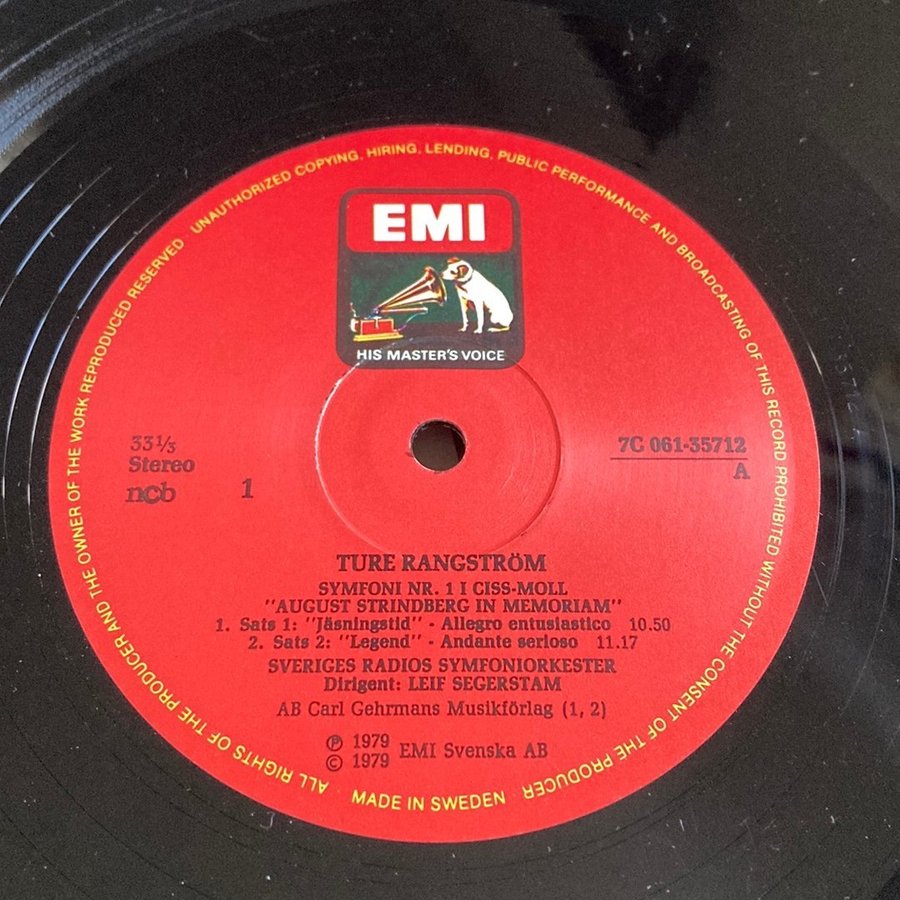 ALL RIGHTS OF THE PRODUCER AND THE OWNER OF THE WORK REPRODUCED RESERVED UNAUTHORIZED COPYING, HIRING, LENDING, PUBLIC PERFORMANCE AND BROADCASTING OF THIS RECORD PROHIBITED WITHOUT THE CONSENT OF THE PRODUCER
EMI
HIS MASTER'S VOICE
33 1/3
Stereo
ncb 1
7C 061-35712
A
TURE RANGSTRÖM
SYMFONI NR. 1 I CISS-MOLL
"AUGUST STRINDBERG IN MEMORIAM"
1. Sats 1: "Jäsningstid" - Allegro entusiastico 10.50
2. Sats 2: "Legend" - Andante serioso 11.17
SVERIGES RADIOS SYMFONIORKESTER
Dirigent: LEIF SEGERSTAM
AB Carl Gehrmans Musikförlag (1, 2)
℗ 1979
© 1979 EMI Svenska AB
MADE IN SWEDEN